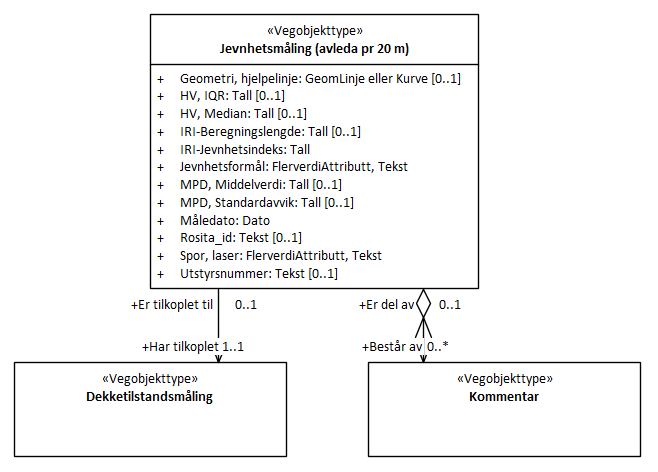 «Vegobjekttype»
Jevnhetsmåling (avleda pr 20 m)
+ Geometri, hjelpelinje: GeomLinje eller Kurve [0..1]
+ HV, IQR: Tall [0..1]
+ HV, Median: Tall [0..1]
+ IRI-Beregningslengde: Tall [0..1]
+ IRI-Jevnhetsindeks: Tall
+ Jevnhetsformål: FlerverdiAttributt, Tekst
+ MPD, Middelverdi: Tall [0..1]
+ MPD, Standardavvik: Tall [0..1]
+ Måledato: Dato
+ Rosita_id: Tekst [0..1]
+ Spor, laser: FlerverdiAttributt, Tekst
+ Utstyrsnummer: Tekst [0..1]
+Er tilkoplet til 0..1 +Er del av 0..1
+Har tilkoplet 1..1 +Består av 0..*
«Vegobjekttype»
Dekketilstandsmåling
«Vegobjekttype»
Kommentar